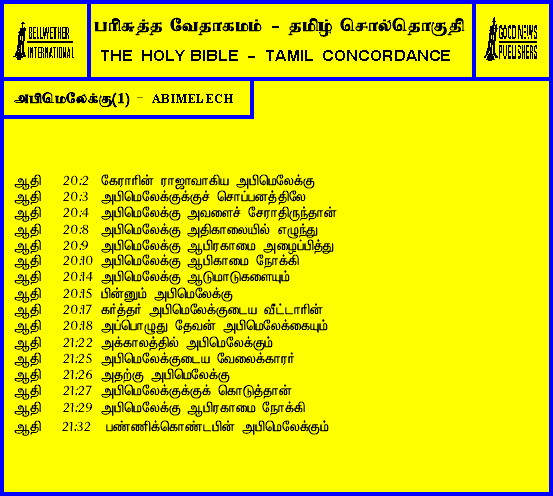 BELLWETHER
INTERNATIONAL
பரிசுத்த வேதாகமம் - தமிழ் சொல்தொகுதி
THE HOLY BIBLE - TAMIL CONCORDANCE
GOOD NEWS
PUBLISHERS
அபிமெலேக்கு(1) - ABIMELECH
ஆதி 20:2 கேராரின் ராஜாவாகிய அபிமெலேக்கு
ஆதி 20:3 அபிமெலேக்குக்குச் சொப்பனத்திலே
ஆதி 20:4 அபிமெலேக்கு அவளைச் சேராதிருந்தான்
ஆதி 20:8 அபிமெலேக்கு அதிகாலையில் எழுந்து
ஆதி 20:9 அபிமெலேக்கு ஆபிரகாமை அழைப்பித்து
ஆதி 20:10 அபிமெலேக்கு ஆபிகாமை நோக்கி
ஆதி 20:14 அபிமெலேக்கு ஆடுமாடுகளையும்
ஆதி 20:15 பின்னும் அபிமெலேக்கு
ஆதி 20:17 கர்த்தர் அபிமெலேக்குடைய வீட்டாரின்
ஆதி 20:18 அப்பொழுது தேவன் அபிமெலேக்கையும்
ஆதி 21:22 அக்காலத்தில் அபிமெலேக்கும்
ஆதி 21:25 அபிமெலேக்குடைய வேலைக்காரர்
ஆதி 21:26 அதற்கு அபிமெலேக்கு
ஆதி 21:27 அபிமெலேக்குக்குக் கொடுத்தான்
ஆதி 21:29 அபிமெலேக்கு ஆபிரகாமை நோக்கி
ஆதி 21:32 பண்ணிக்கொண்டபின் அபிமெலேக்கும்